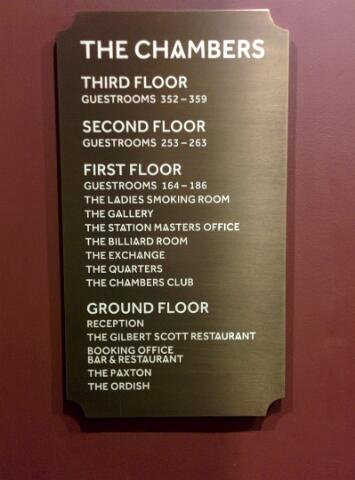 THE CHAMBERS
THIRD FLOOR
GUESTROOMS 352 – 359
SECOND FLOOR
GUESTROOMS 253 – 263
FIRST FLOOR
GUESTROOMS 164 – 186
THE LADIES SMOKING ROOM
THE GALLERY
THE STATION MASTERS OFFICE
THE BILLIARD ROOM
THE EXCHANGE
THE QUARTERS
THE CHAMBERS CLUB
GROUND FLOOR
RECEPTION
THE GILBERT SCOTT RESTAURANT
BOOKING OFFICE
BAR & RESTAURANT
THE PAXTON
THE ORDISH